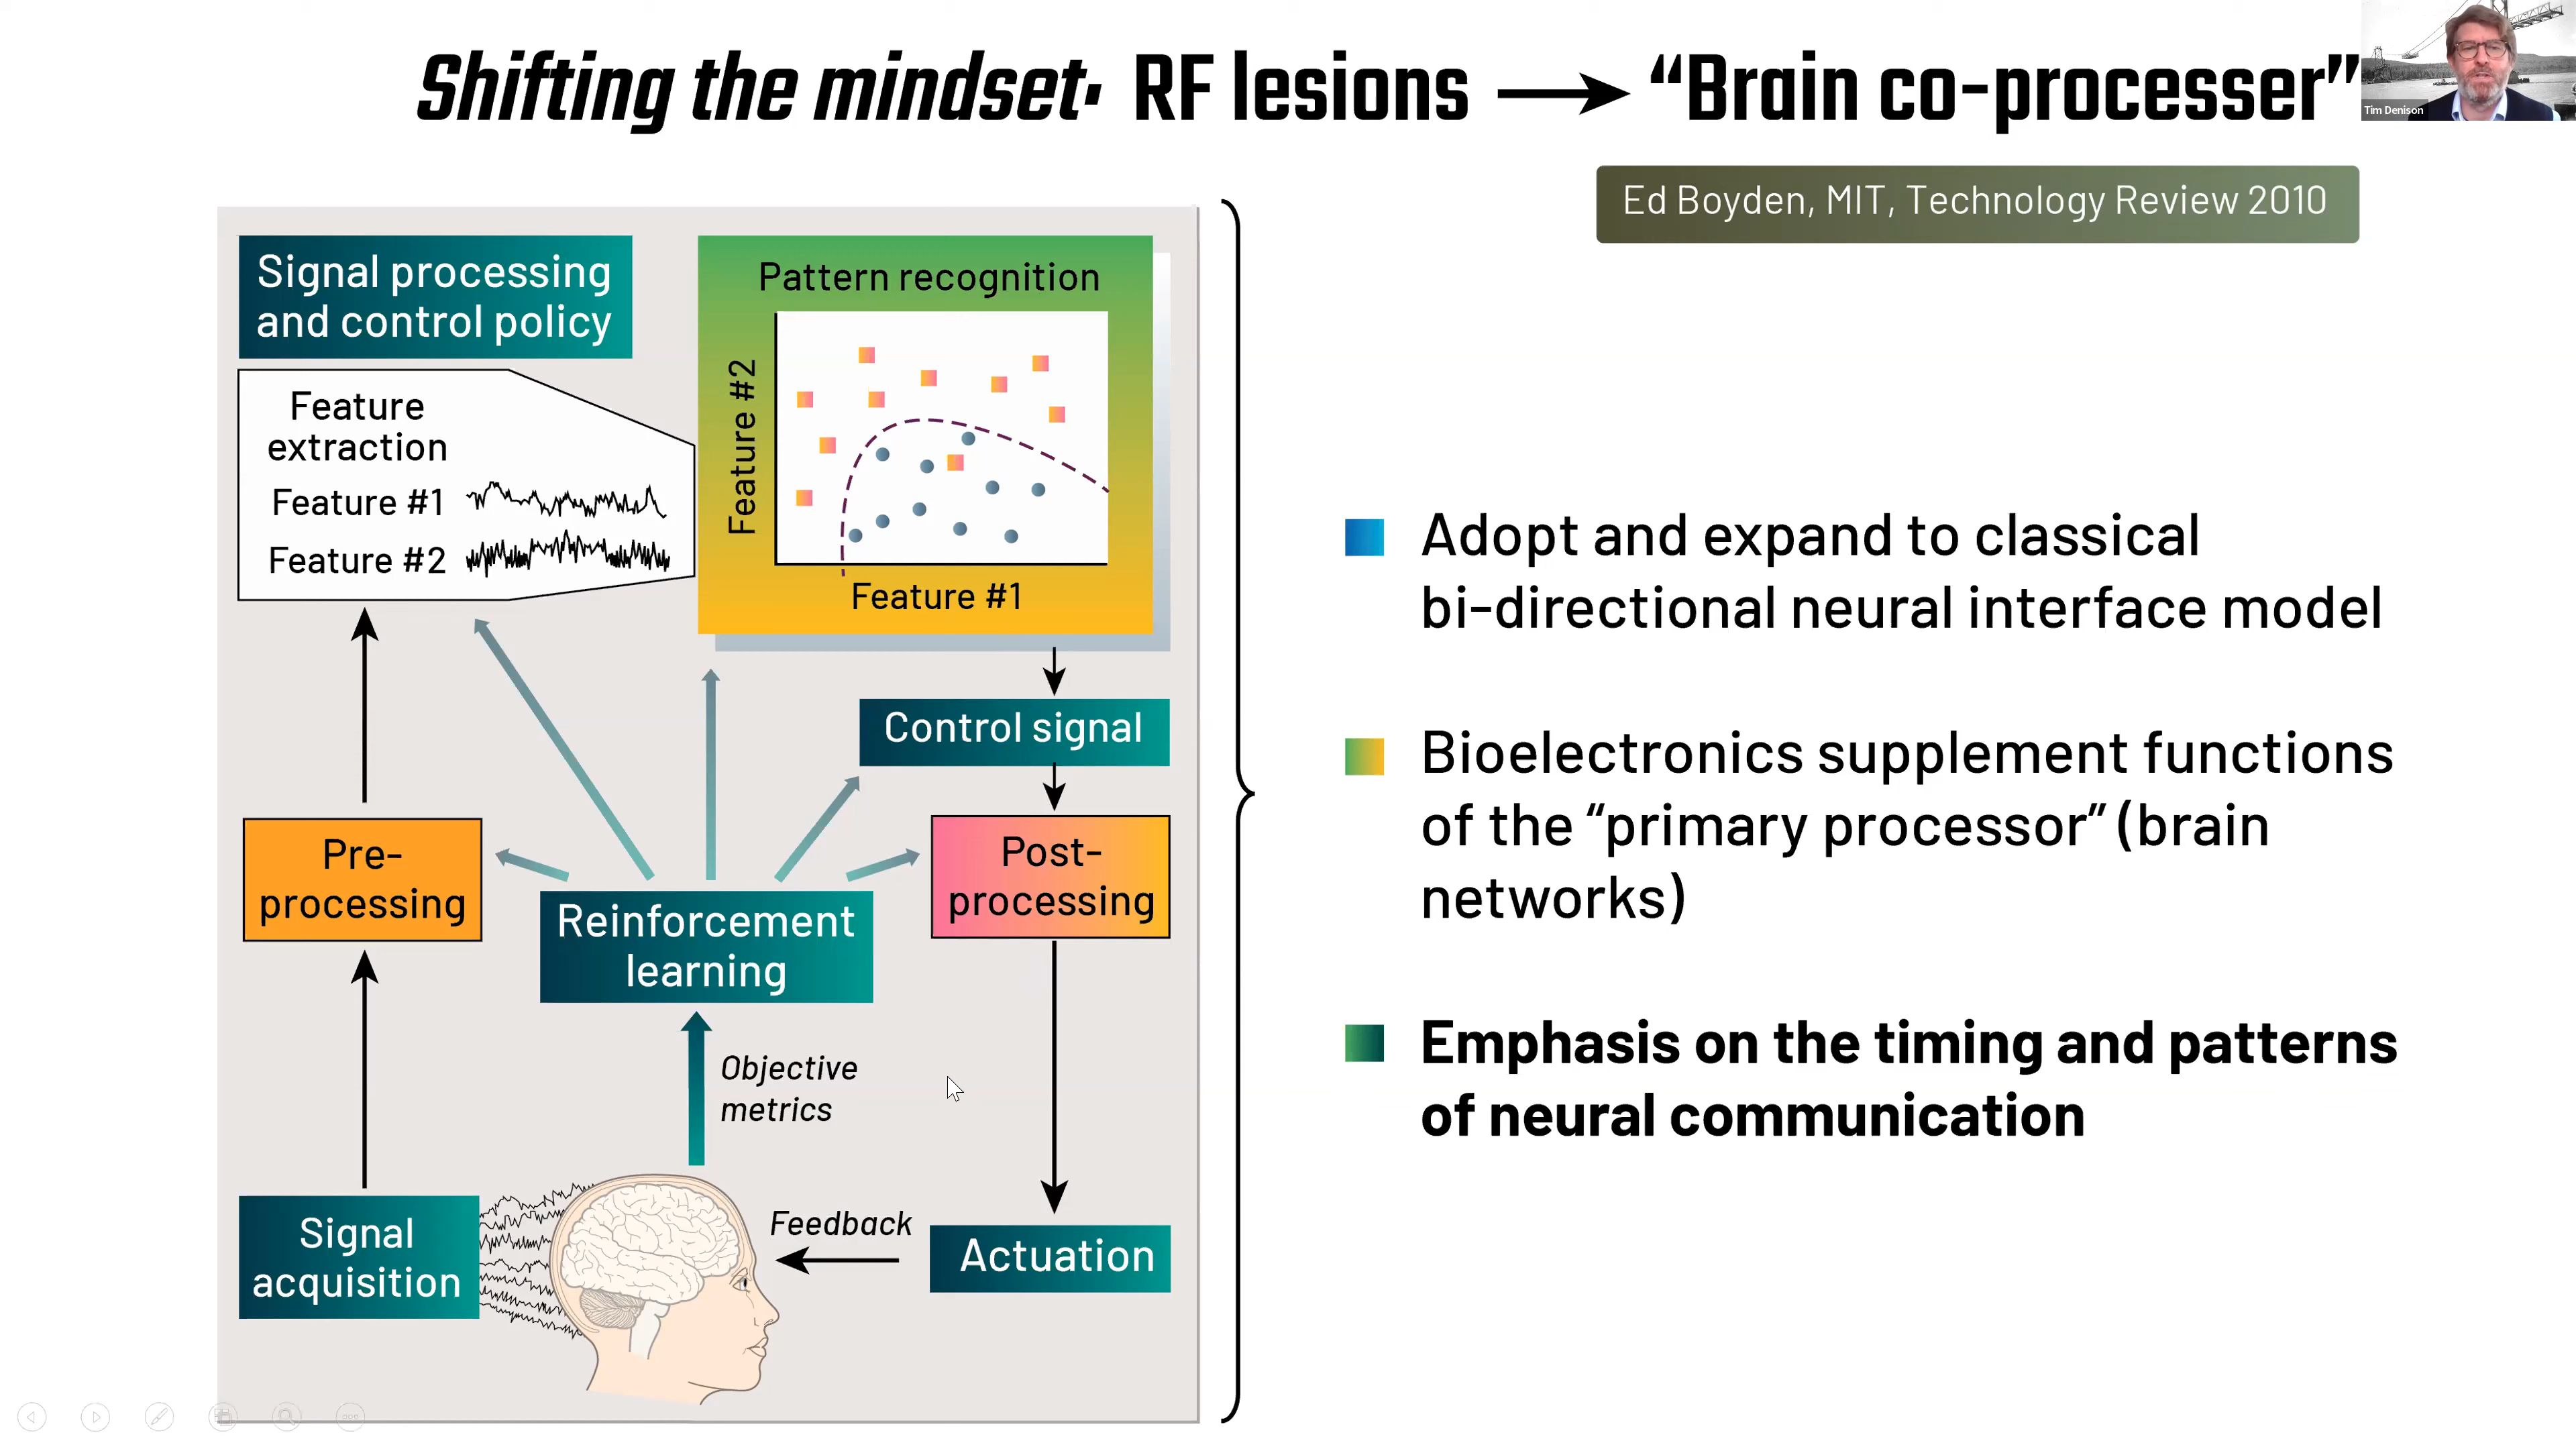 Shifting the mindset: RF lesions → “Brain co-processer”
Tim Denison
Ed Boyden, MIT, Technology Review 2010
Signal processing
and control policy
Feature
extraction
Feature #1
Feature #2
Pattern recognition
Feature #2
Feature #1
Control signal
Pre-
processing
Post-
processing
Reinforcement
learning
Objective
metrics
Signal
acquisition
Feedback
Actuation
Adopt and expand to classical
bi-directional neural interface model
Bioelectronics supplement functions
of the “primary processor” (brain
networks)
Emphasis on the timing and patterns
of neural communication